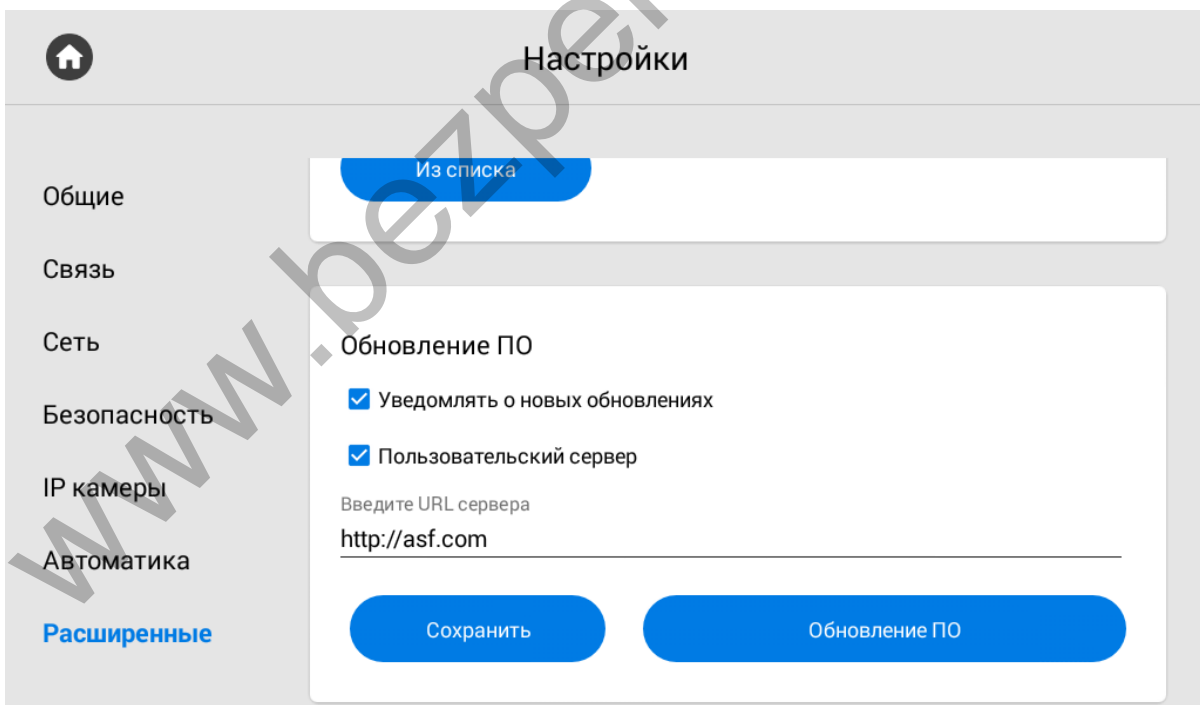 Настройки
Общие
Связь
Сеть
Безопасность
IP камеры
Автоматика
Расширенные
Из списка
Обновление ПО
Уведомлять о новых обновлениях
Пользовательский сервер
Введите URL сервера
http://asf.com
Сохранить
Обновление ПО
www.bezpe